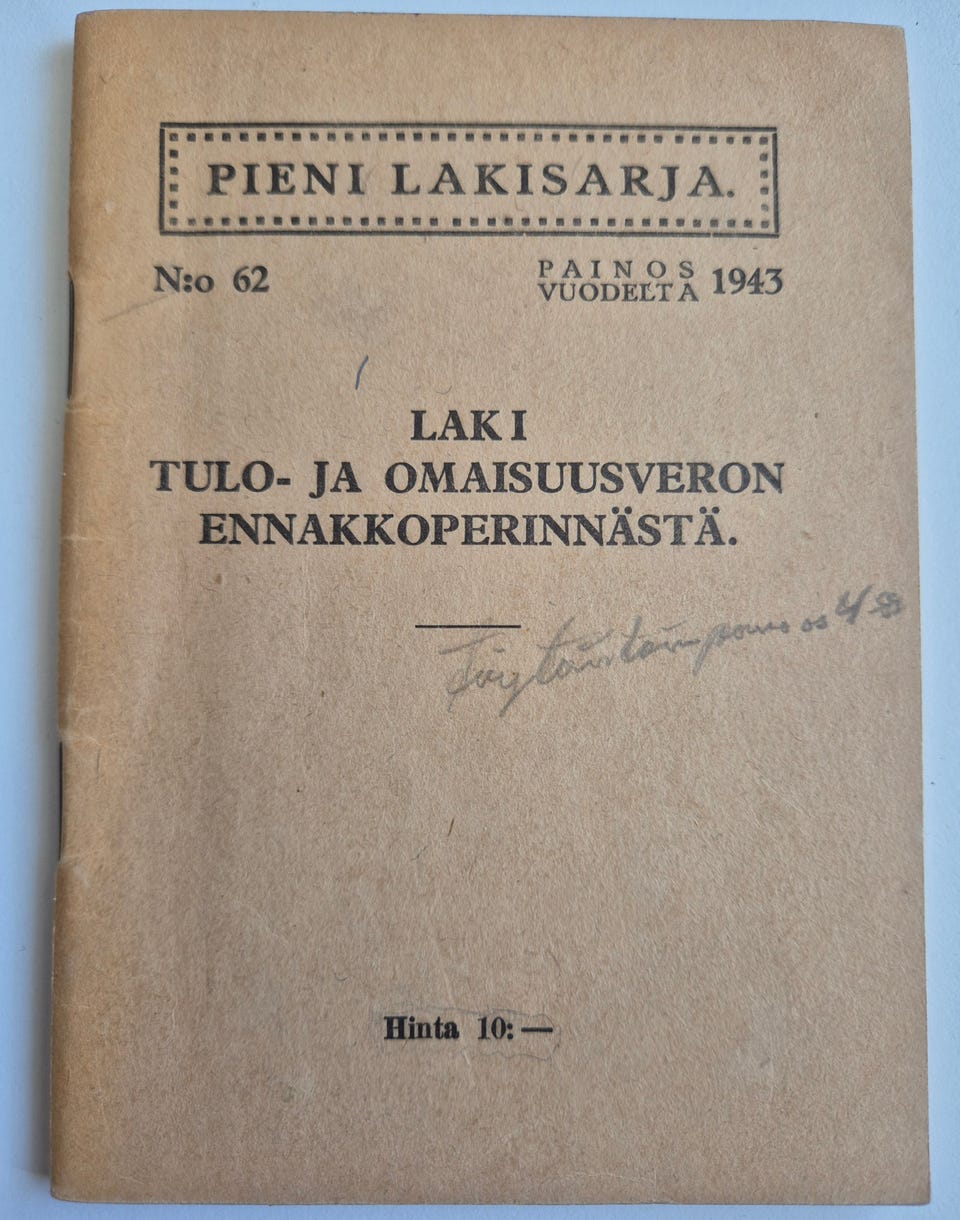 PIENI LAKISARJA.
N:o 62
PAINOS
VUODELTA 1943
LAKI
TULO- JA OMAISUUSVERON
ENNAKKOPERINNÄSTÄ.
Hinta 10:—